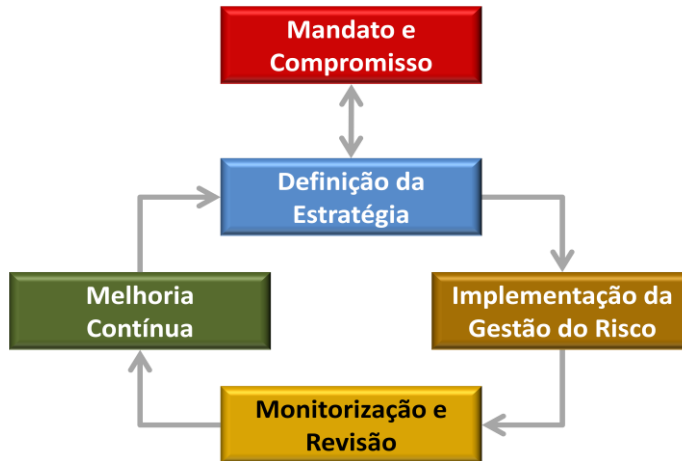 Mandato e
Compromisso
Definição da
Estratégia
Melhoria
Contínua
Implementação da
Gestão do Risco
Monitorização e
Revisão